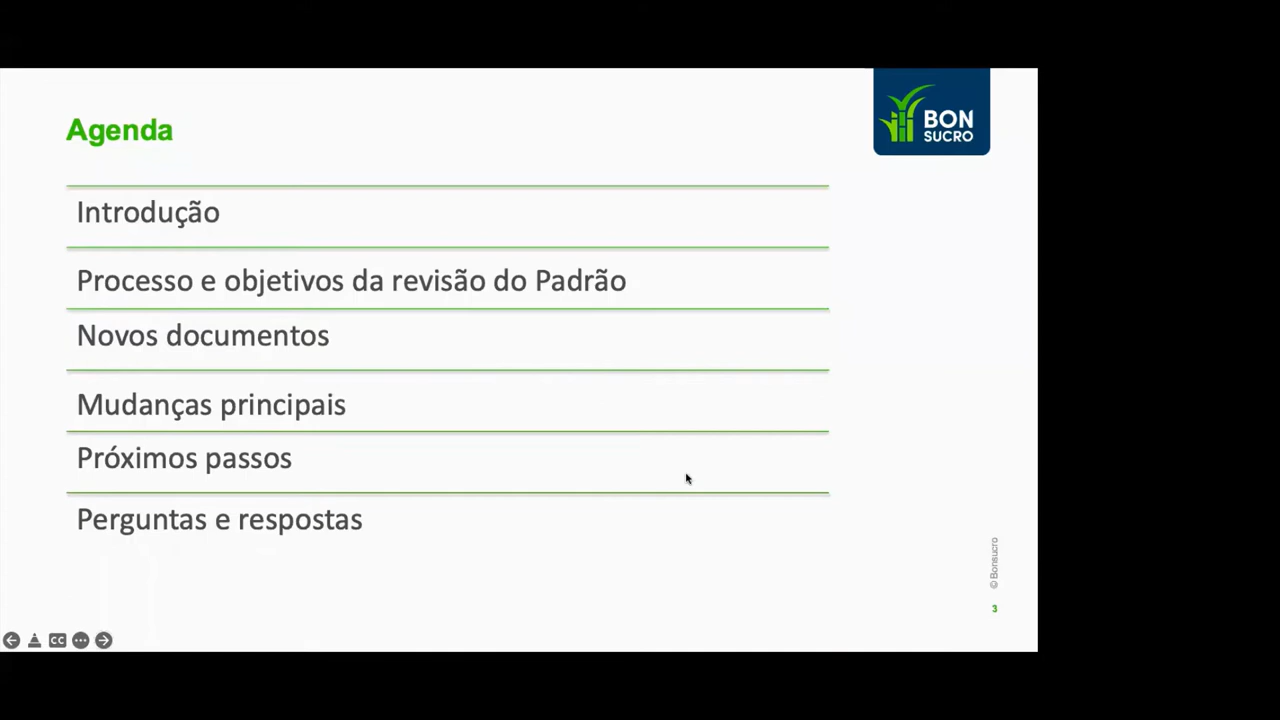 Agenda
BON
SUCRO
Introdução
Processo e objetivos da revisão do Padrão
Novos documentos
Mudanças principais
Próximos passos
Perguntas e respostas
© Bonsucro
3
CC